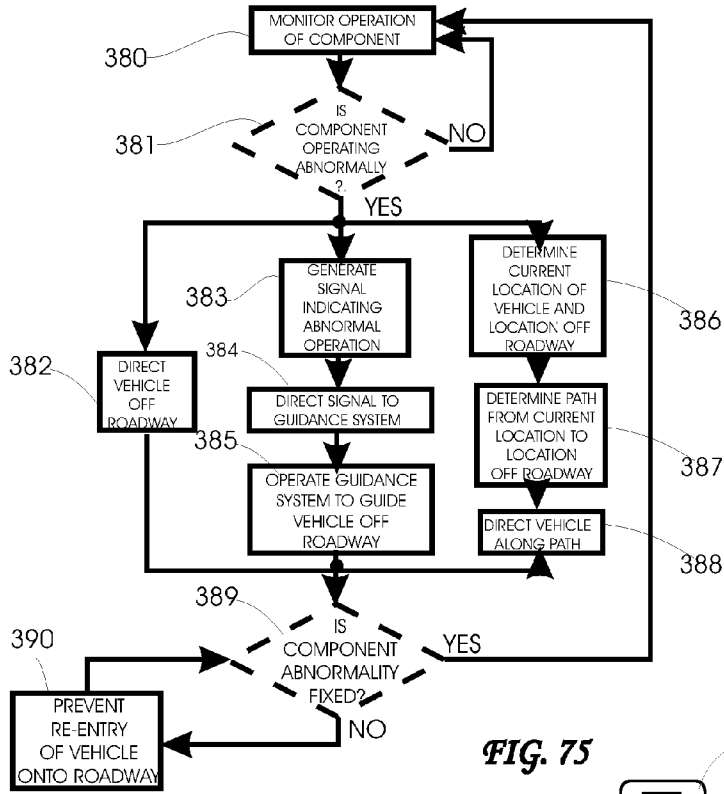 MONITOR OPERATION
OF COMPONENT
380
IS
COMPONENT
OPERATING
ABNORMALLY
?.
381
NO
YES
GENERATE
SIGNAL
INDICATING
ABNORMAL
OPERATION
383
DETERMINE
CURRENT
LOCATION OF
VEHICLE AND
LOCATION OFF
ROADWAY
386
384
382
DIRECT
VEHICLE
OFF
ROADWAY
DIRECT SIGNAL TO
GUIDANCE SYSTEM
DETERMINE PATH
FROM CURRENT
LOCATION TO
LOCATION
OFF ROADWAY
387
385
OPERATE GUIDANCE
SYSTEM TO GUIDE
VEHICLE OFF
ROADWAY
DIRECT VEHICLE
ALONG PATH
388
389
IS
COMPONENT
ABNORMALITY
FIXED?
YES
NO
390
PREVENT
RE-ENTRY
OF VEHICLE
ONTO ROADWAY
FIG. 75